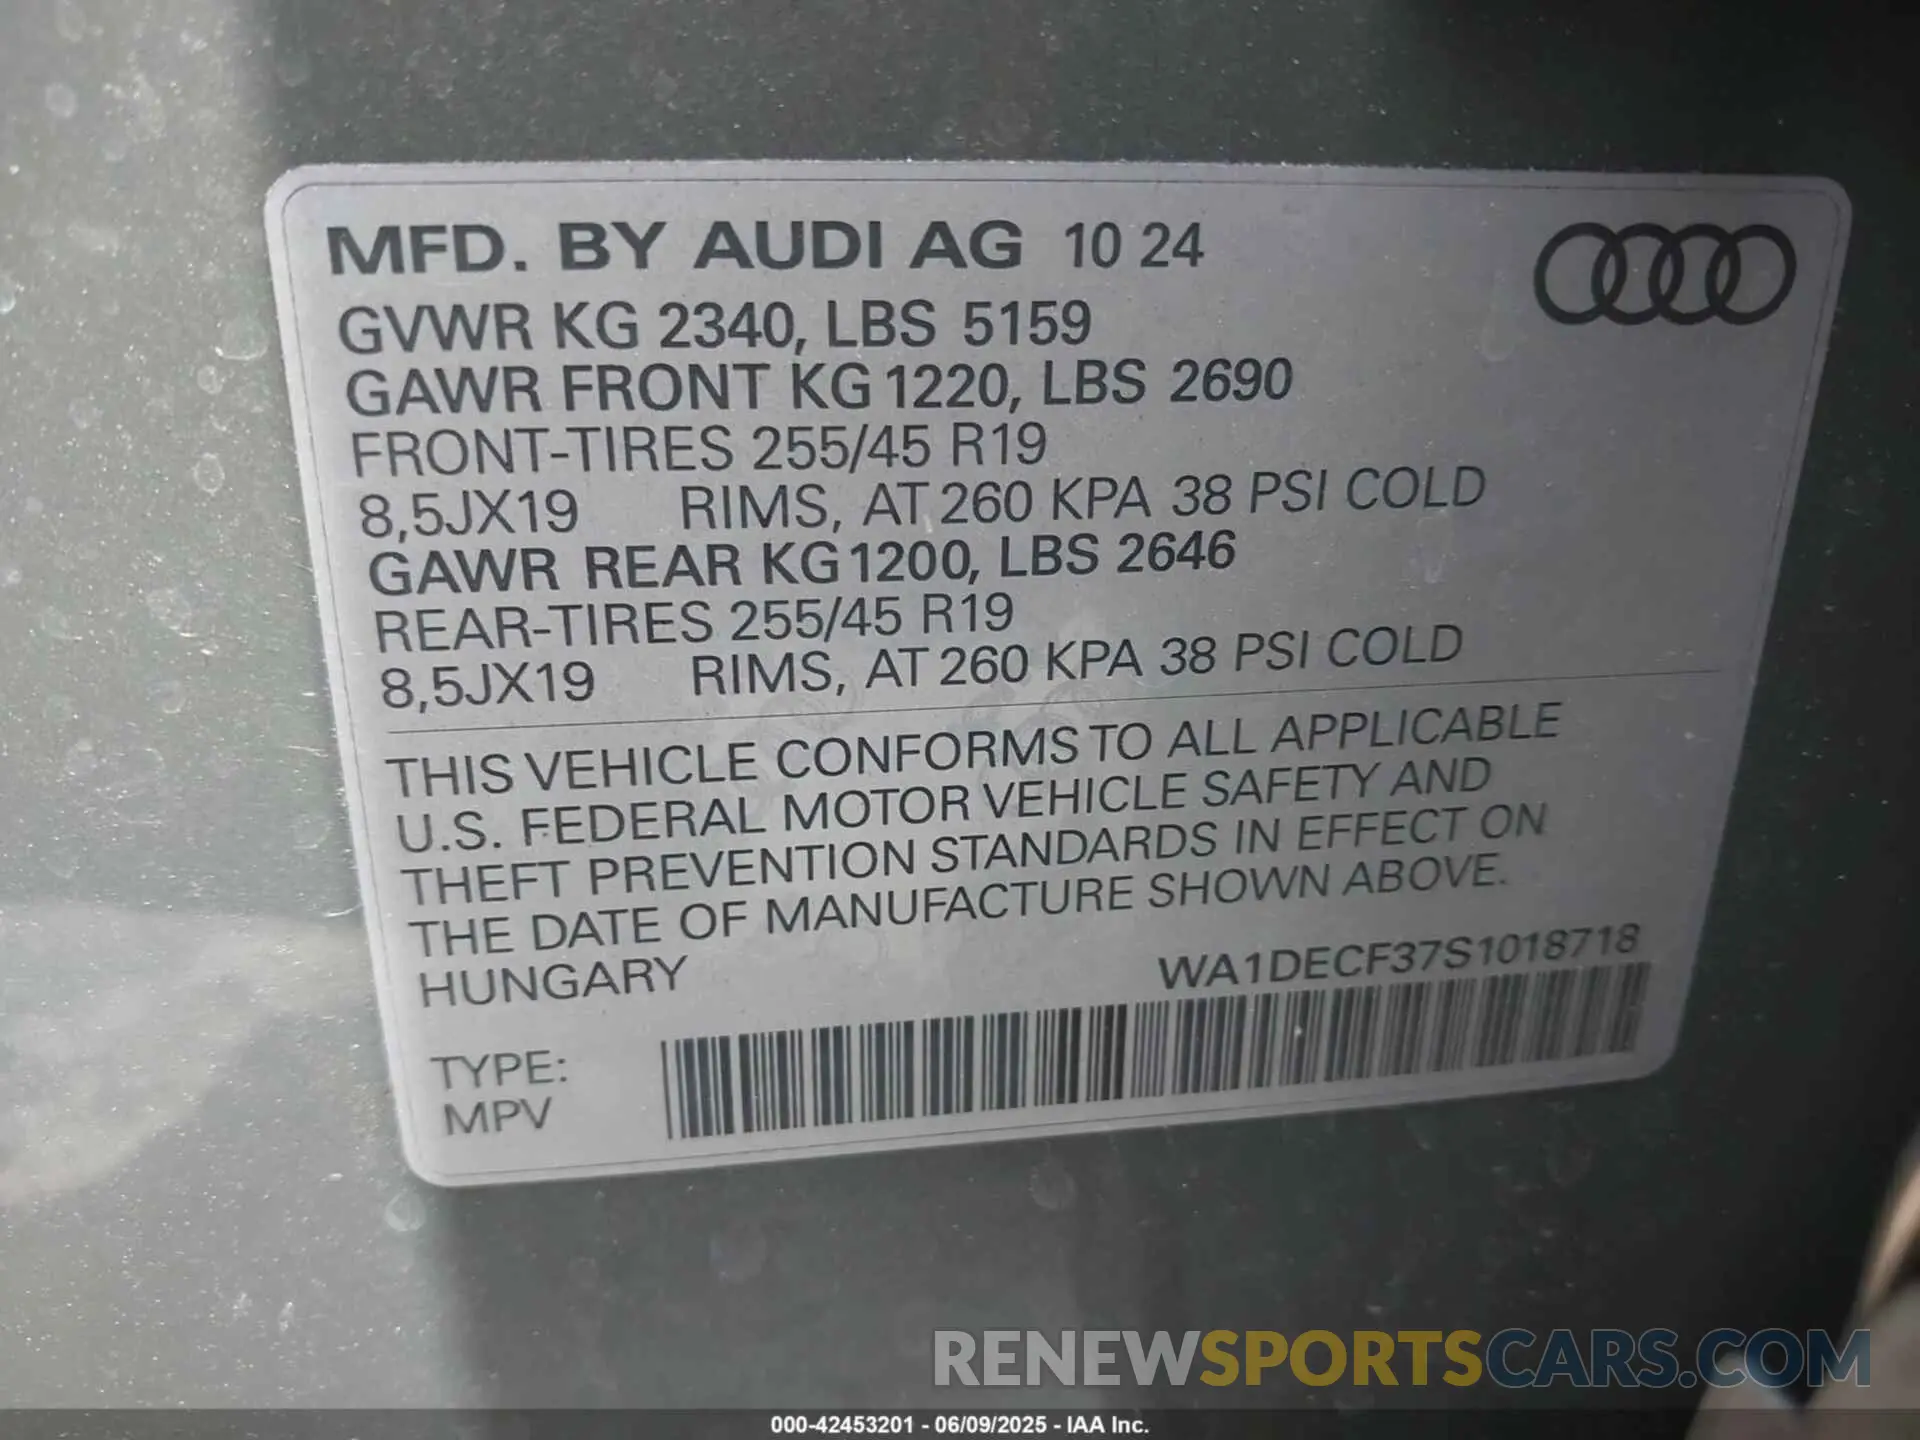 MFD. BY AUDI AG 10 24
GVWR KG 2340, LBS 5159
GAWR FRONT KG 1220, LBS 2690
FRONT-TIRES 255/45 R19
8,5JX19 RIMS, AT 260 KPA 38 PSI COLD
GAWR REAR KG 1200, LBS 2646
REAR-TIRES 255/45 R19
8,5JX19 RIMS, AT 260 KPA 38 PSI COLD
THIS VEHICLE CONFORMS TO ALL APPLICABLE
U.S. FEDERAL MOTOR VEHICLE SAFETY AND
THEFT PREVENTION STANDARDS IN EFFECT ON
THE DATE OF MANUFACTURE SHOWN ABOVE.
HUNGARY WA1DECF37S1018718
TYPE:
MPV
RENEWSPORTSCARS.COM
000-42453201 - 06/09/2025 - IAA Inc.